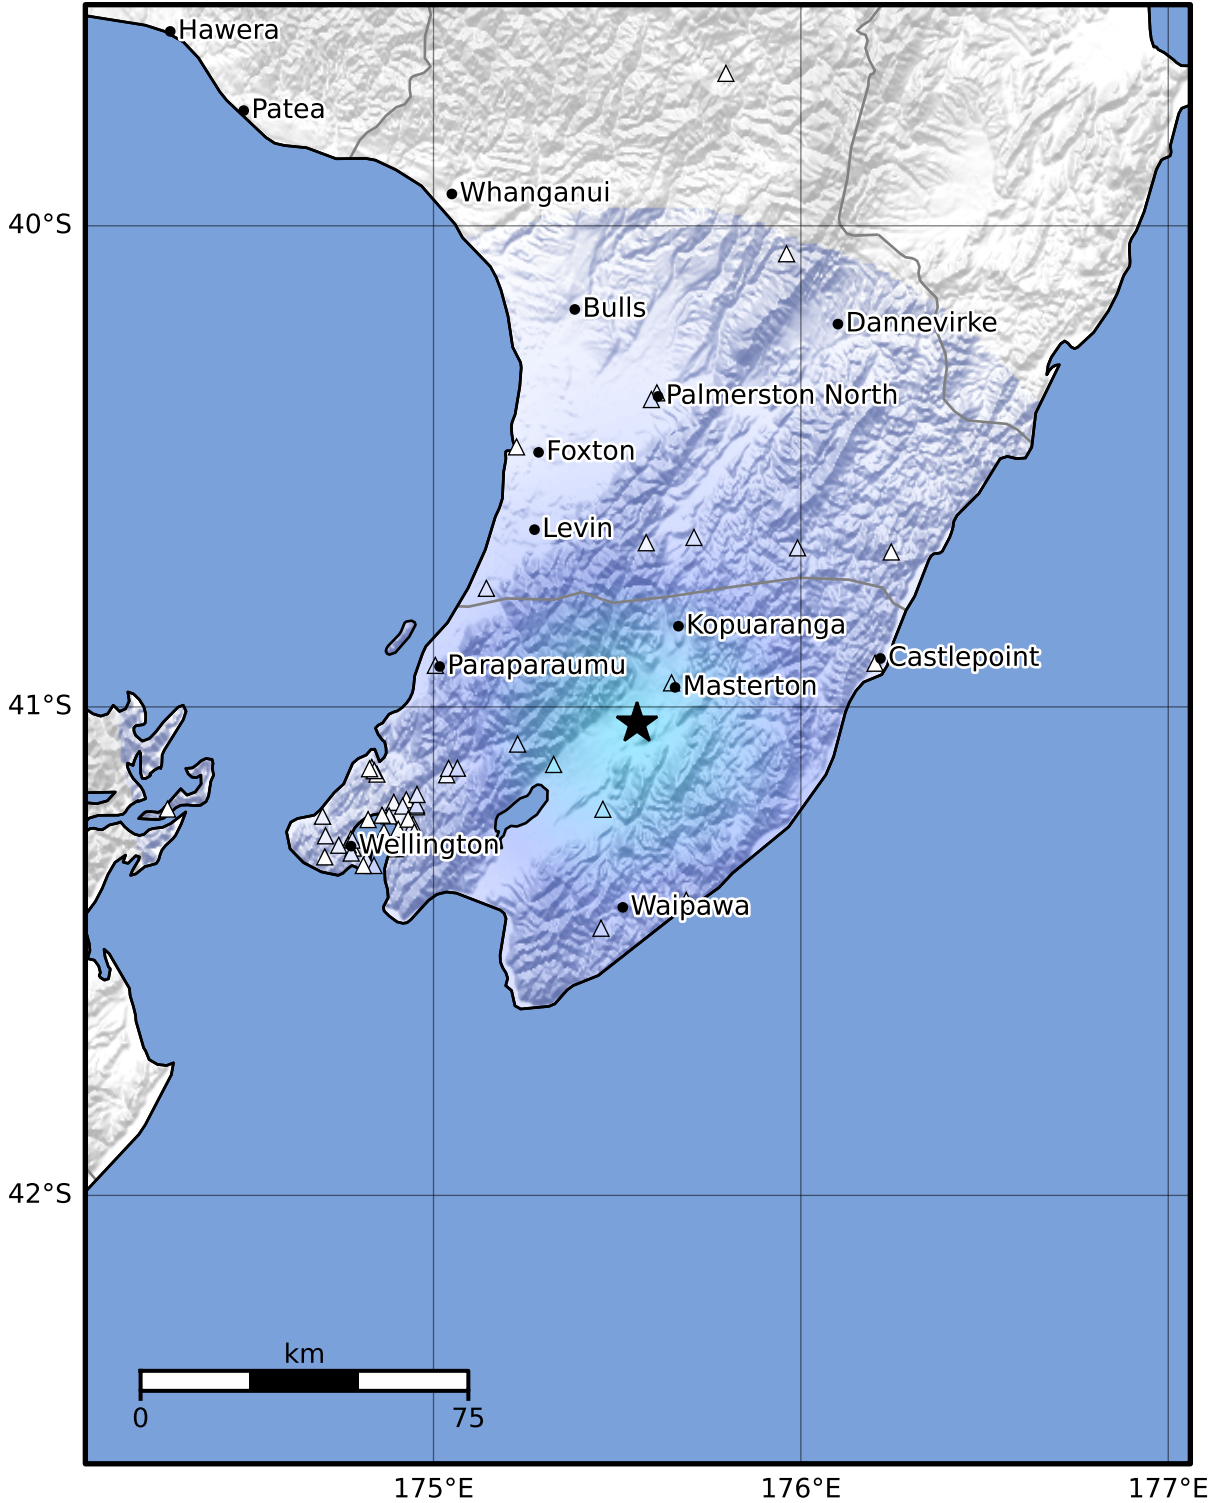 Hawera
Patea
Whanganui
40°S
Bulls
Dannevirke
Palmerston North
Foxton
Levin
Kopuaranga
Castlepoint
Paraparaumu
Masterton
41°S
Wellington
Waipawa
42°S
km
0 75
175°E 176°E 177°E